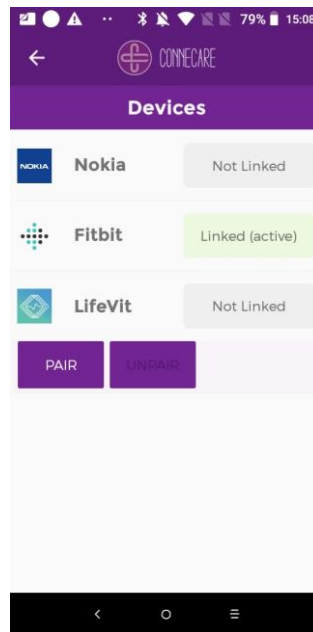 79% 15:08
CONNECARE
Devices
NOKIA Nokia Not Linked
Fitbit Linked (active)
LifeVit Not Linked
PAIR UNPAIR